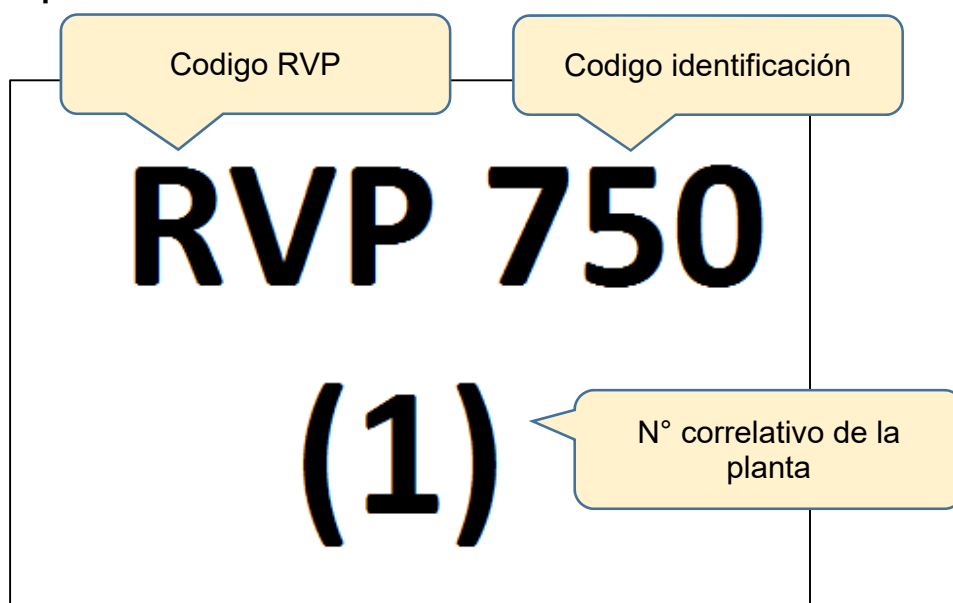 Codigo RVP
Codigo identificación
RVP 750
(1)
N° correlativo de la
planta